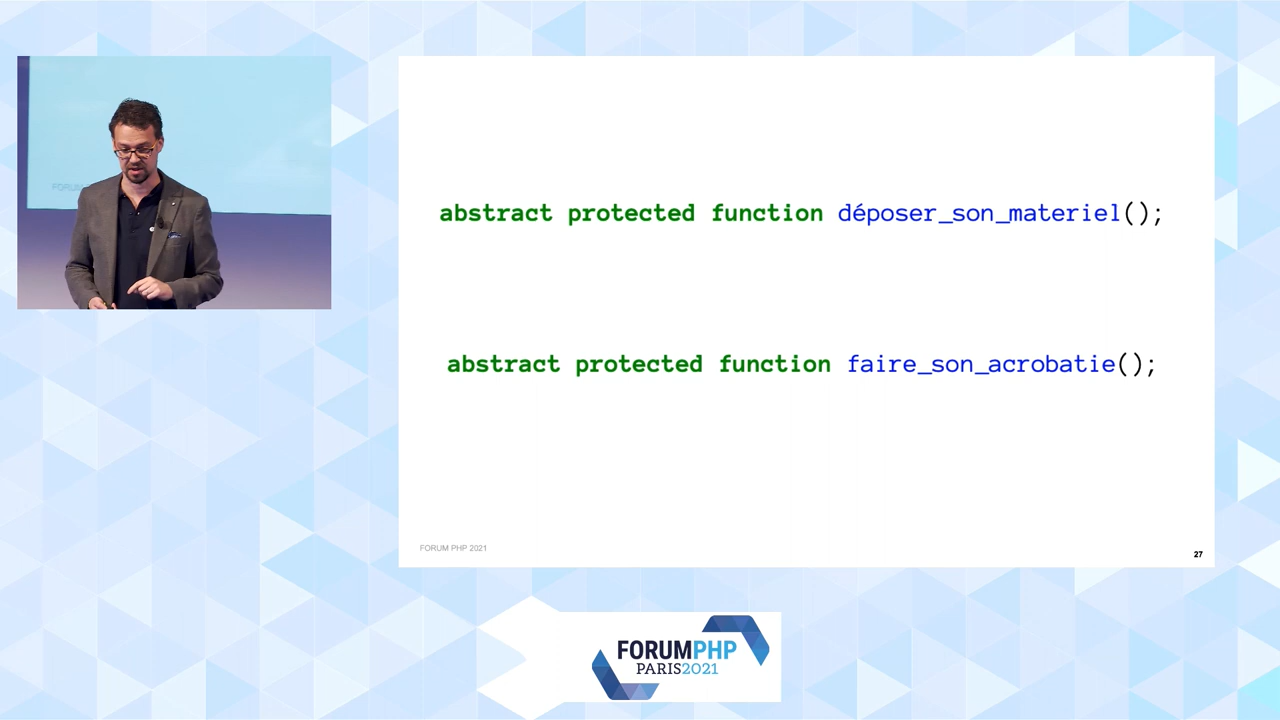 abstract protected function déposer_son_materiel();
abstract protected function faire_son_acrobatie();
FORUM PHP 2021
27
FORUMPHP
PARIS2021